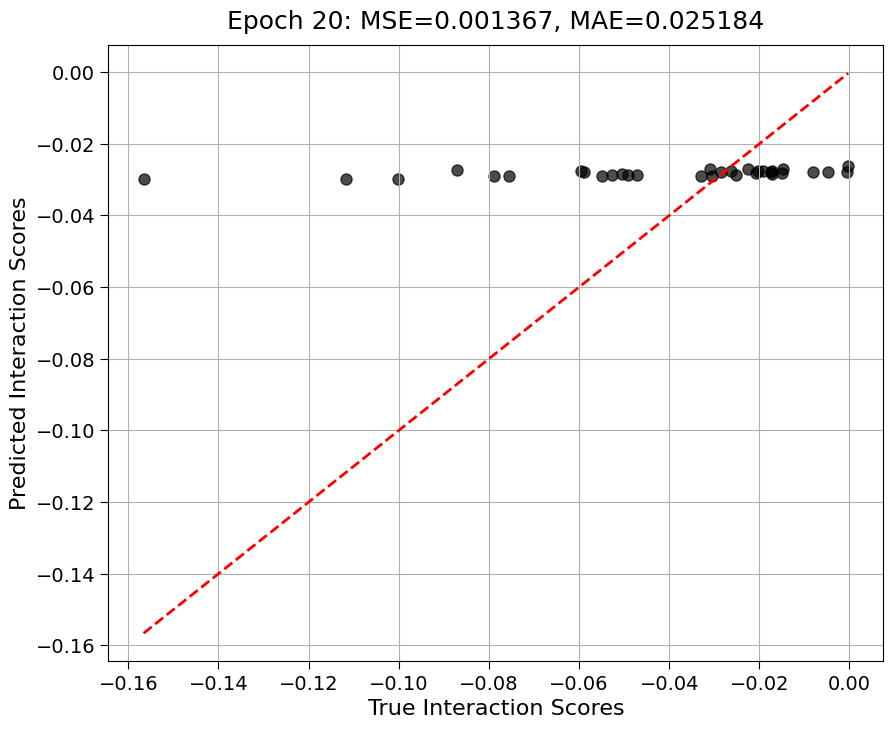 Epoch 20: MSE=0.001367, MAE=0.025184
Predicted Interaction Scores
0.00
−0.02
−0.04
−0.06
−0.08
−0.10
−0.12
−0.14
−0.16
−0.16 −0.14 −0.12 −0.10 −0.08 −0.06 −0.04 −0.02 0.00
True Interaction Scores